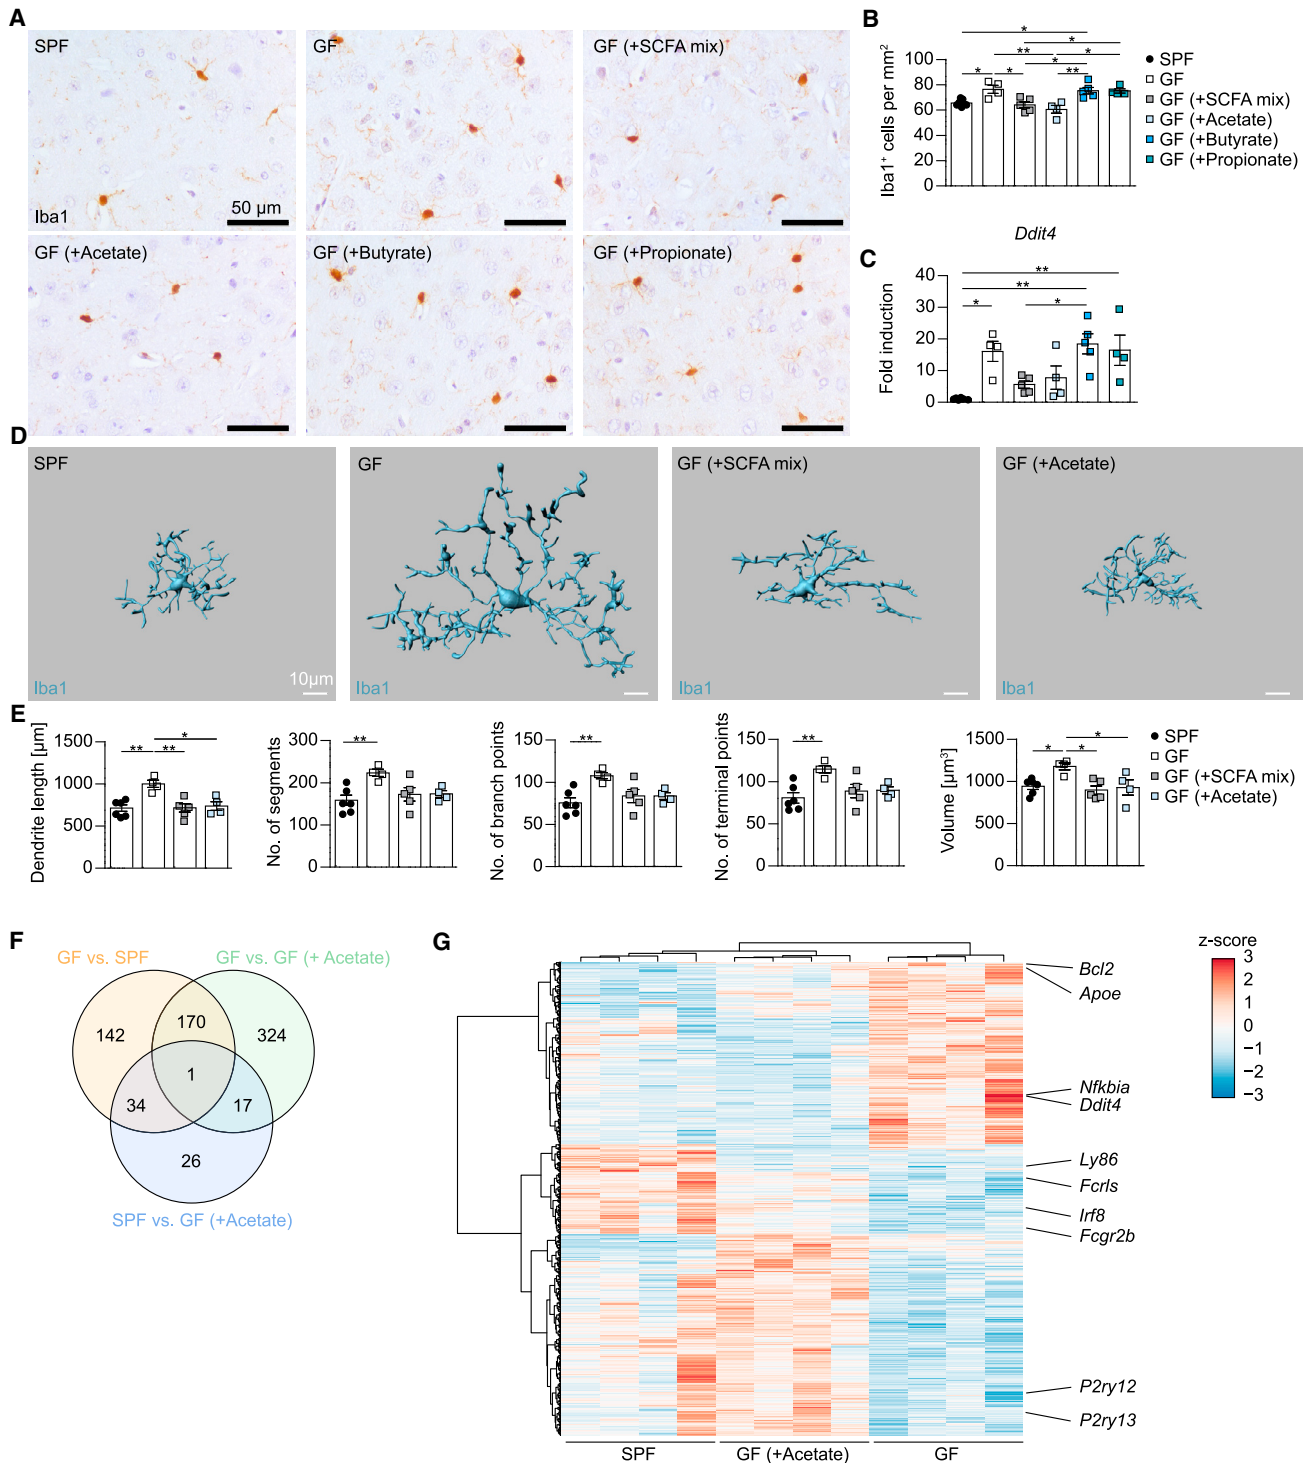 A
SPF
GF
GF (+SCFA mix)
Iba1
50 µm
GF (+Acetate)
GF (+Butyrate)
GF (+Propionate)
B
Iba1⁺ cells per mm²
100
80
60
40
20
0
*
*
** *
*
* * **
SPF
GF
GF (+SCFA mix)
GF (+Acetate)
GF (+Butyrate)
GF (+Propionate)
C
Ddit4
Fold induction
40
30
20
10
0
**
**
* *
D
SPF
GF
GF (+SCFA mix)
GF (+Acetate)
10µm
Iba1
Iba1
Iba1
Iba1
E
Dendrite length [µm]
1500
1000
500
0
*
** **
No. of segments
300
200
100
0
**
No. of branch points
150
100
50
0
**
No. of terminal points
150
100
50
0
**
Volume [µm³]
1500
1000
500
0
*
* *
SPF
GF
GF (+SCFA mix)
GF (+Acetate)
F
GF vs. SPF
GF vs. GF (+ Acetate)
142
170
324
1
34
17
26
SPF vs. GF (+Acetate)
G
z-score
3
2
1
0
−1
−2
−3
Bcl2
Apoe
Nfkbia
Ddit4
Ly86
Fcrls
Irf8
Fcgr2b
P2ry12
P2ry13
SPF
GF (+Acetate)
GF